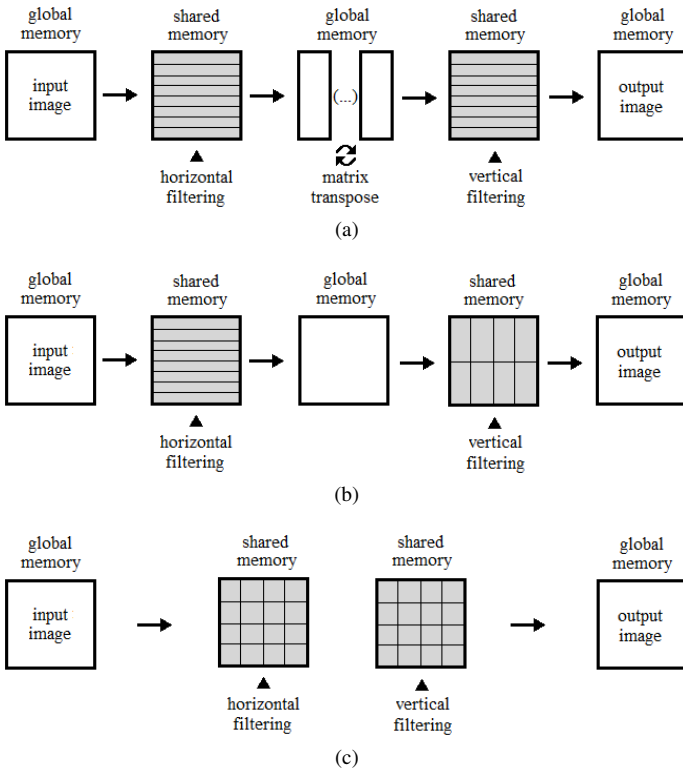 global
memory
shared
memory
global
memory
shared
memory
global
memory
input
image
(...)
output
image
horizontal
filtering
matrix
transpose
vertical
filtering
(a)
global
memory
shared
memory
global
memory
shared
memory
global
memory
input
image
output
image
horizontal
filtering
vertical
filtering
(b)
global
memory
shared
memory
shared
memory
global
memory
input
image
output
image
horizontal
filtering
vertical
filtering
(c)